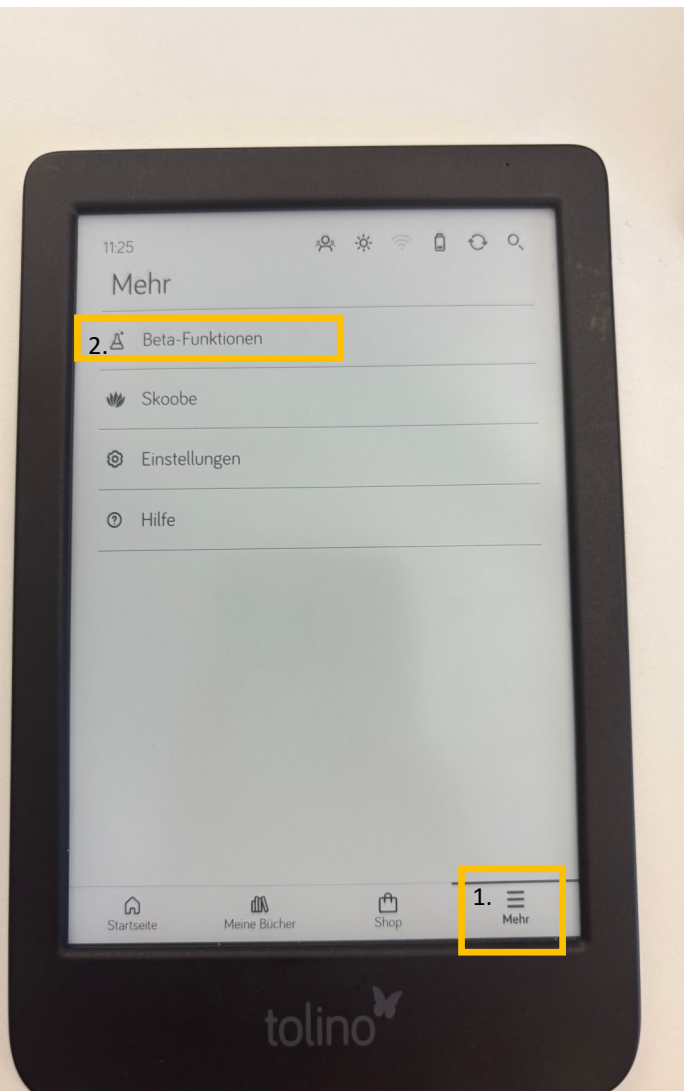 11:25
Mehr
2. Beta-Funktionen
Skoobe
Einstellungen
Hilfe
Startseite
Meine Bücher
Shop
1. Mehr
tolino